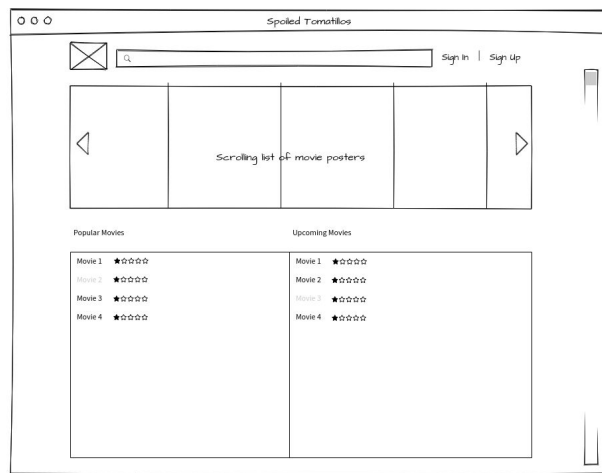 Spoiled Tomatillos
Sign In | Sign Up
Scrolling list of movie posters
Popular Movies
Upcoming Movies
Movie 1 ★☆☆☆☆
Movie 2 ★☆☆☆☆
Movie 3 ★☆☆☆☆
Movie 4 ★☆☆☆☆
Movie 1 ★☆☆☆☆
Movie 2 ★☆☆☆☆
Movie 3 ★☆☆☆☆
Movie 4 ★☆☆☆☆